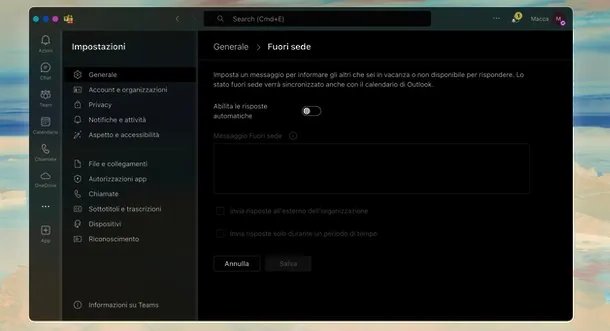 Search (Cmd+E)
1
Macca
M
Impostazioni
Generale > Fuori sede
Imposta un messaggio per informare gli altri che sei in vacanza o non disponibile per rispondere. Lo
stato fuori sede verrà sincronizzato anche con il calendario di Outlook.
Abilita le risposte
automatiche
Messaggio Fuori sede
Invia risposte all'esterno dell'organizzazione
Invia risposte solo durante un periodo di tempo
Annulla
Salva
Generale
Account e organizzazioni
Privacy
Notifiche e attività
Aspetto e accessibilità
File e collegamenti
Autorizzazioni app
Chiamate
Sottotitoli e trascrizioni
Dispositivi
Riconoscimento
Informazioni su Teams
Chat
Team
Calendario
Chiamate
OneDrive
App